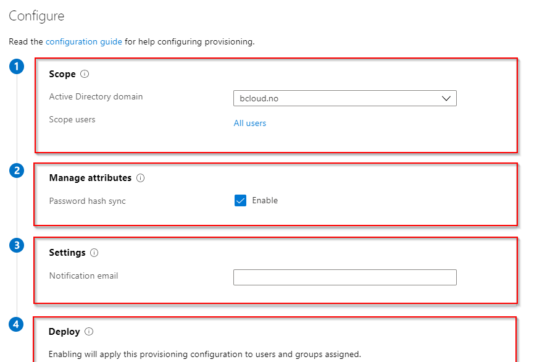 Configure
Read the configuration guide for help configuring provisioning.
1
Scope
Active Directory domain
bcloud.no
Scope users
All users
2
Manage attributes
Password hash sync
Enable
3
Settings
Notification email
4
Deploy
Enabling will apply this provisioning configuration to users and groups assigned.